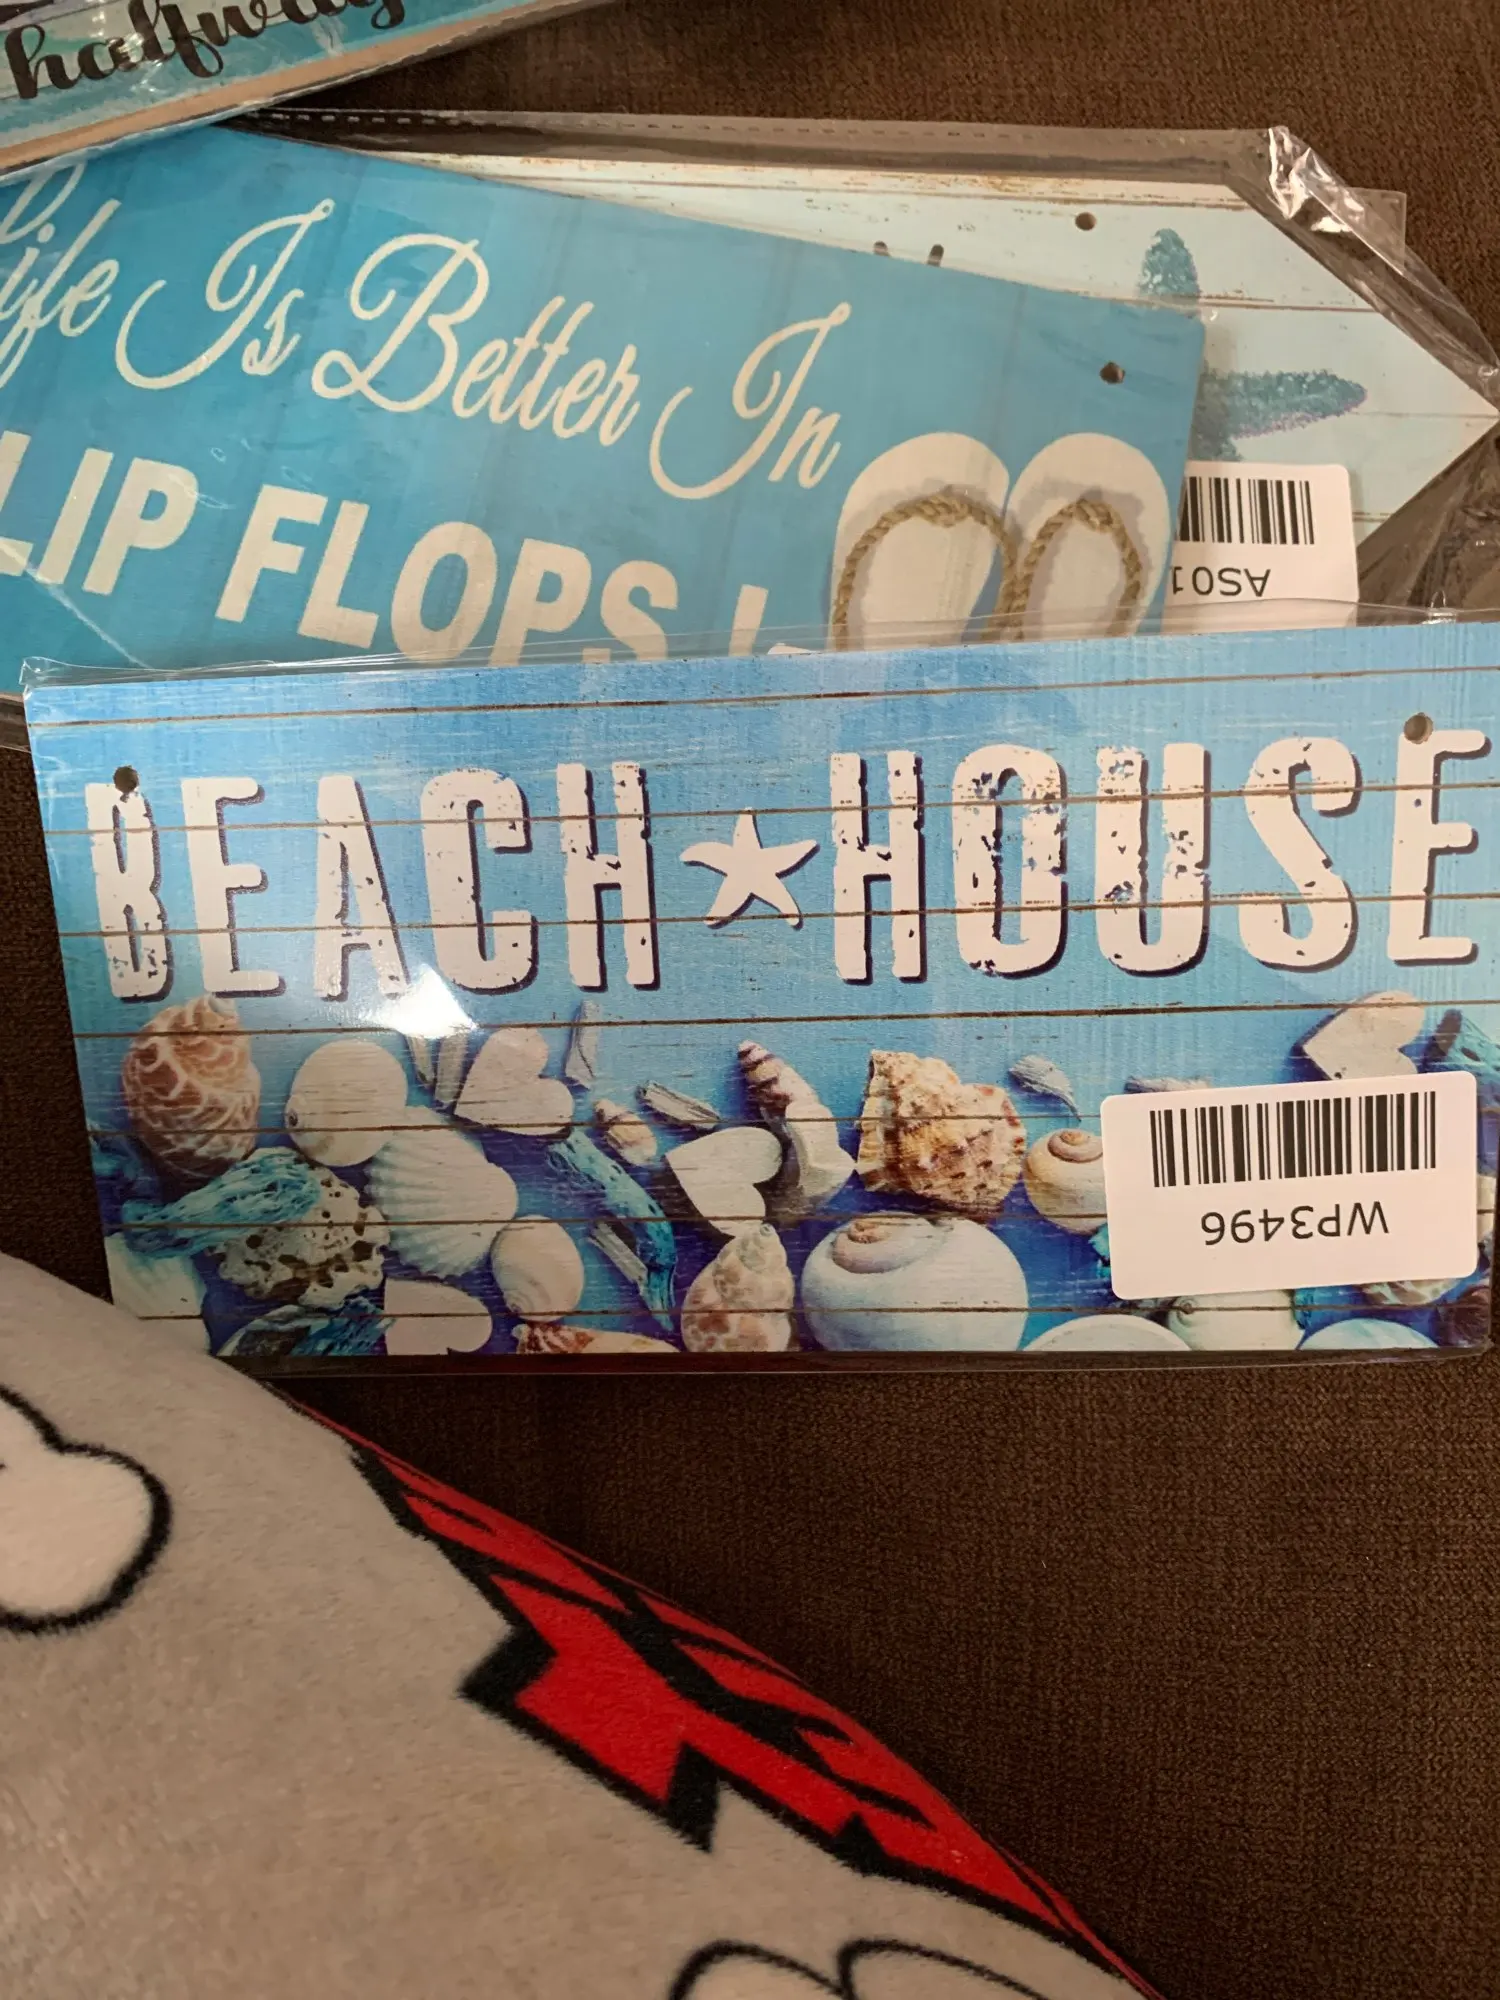 halfway
Life Is Better In
LIP FLOPS !
AS01
BEACH HOUSE
WP3496